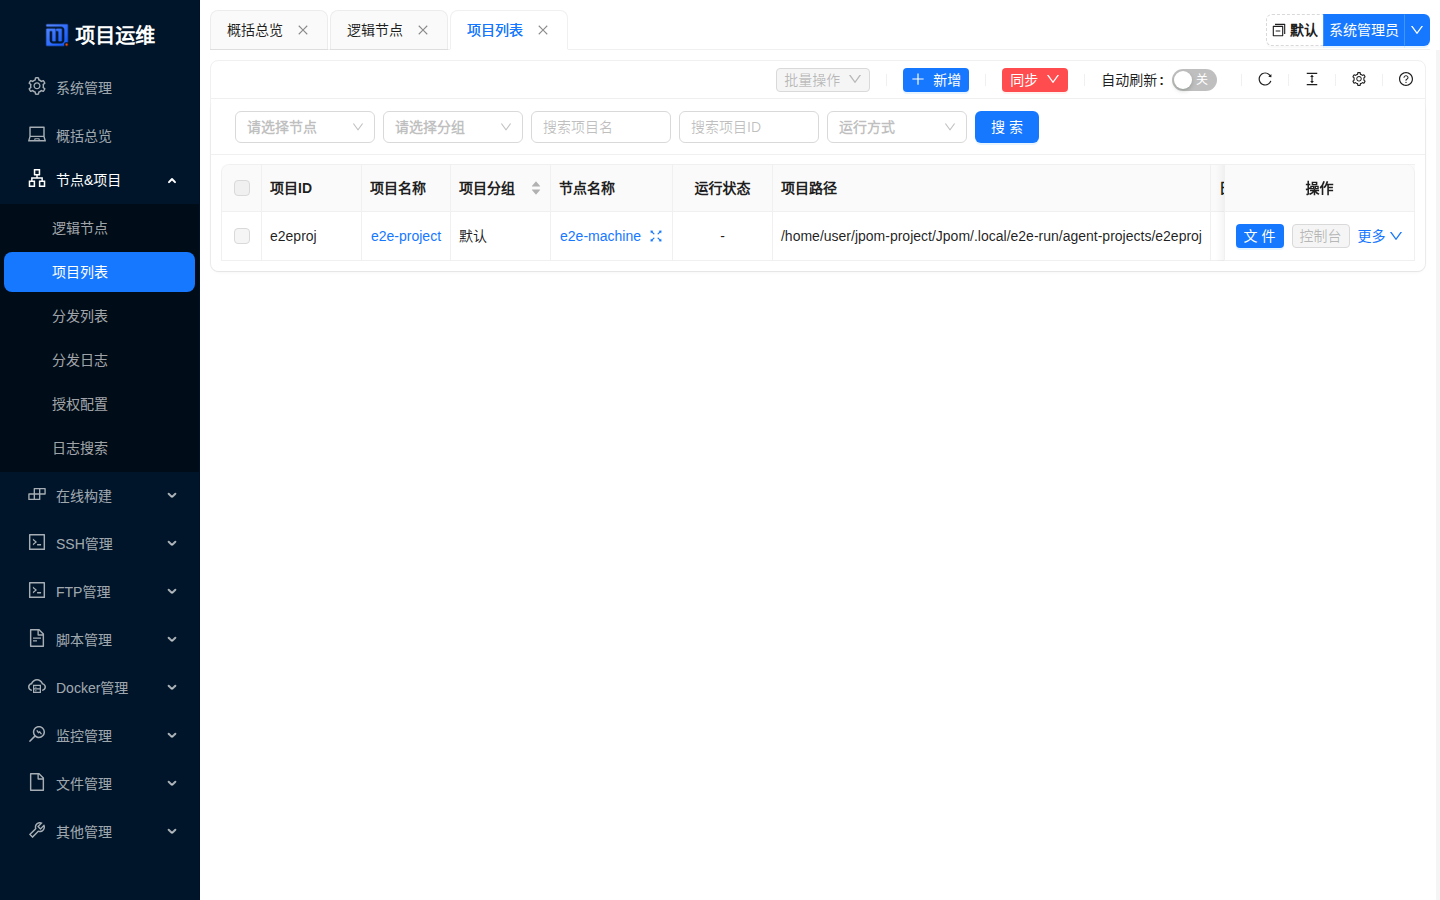 项目运维
系统管理
概括总览
节点&项目
逻辑节点
项目列表
分发列表
分发日志
授权配置
日志搜索
在线构建
SSH管理
FTP管理
脚本管理
Docker管理
监控管理
文件管理
其他管理
概括总览 逻辑节点 项目列表 默认 系统管理员
批量操作 新增 同步 自动刷新： 关
请选择节点 请选择分组 搜索项目名 搜索项目ID 运行方式 搜 索
项目ID 项目名称 项目分组 节点名称 运行状态 项目路径 操作
e2eproj e2e-project 默认 e2e-machine - /home/user/jpom-project/Jpom/.local/e2e-run/agent-projects/e2eproj 文 件 控制台 更多